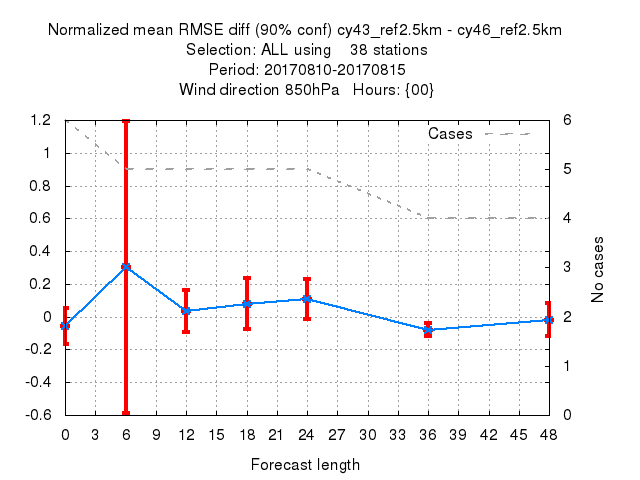 Normalized mean RMSE diff (90% conf) cy43_ref2.5km - cy46_ref2.5km
Selection: ALL using    38 stations
Period: 20170810-20170815
Wind direction 850hPa   Hours: {00}
Cases
1.2
1
0.8
0.6
0.4
0.2
0
-0.2
-0.4
-0.6
6
5
4
3
2
1
0
No cases
0 3 6 9 12 15 18 21 24 27 30 33 36 39 42 45 48
Forecast length